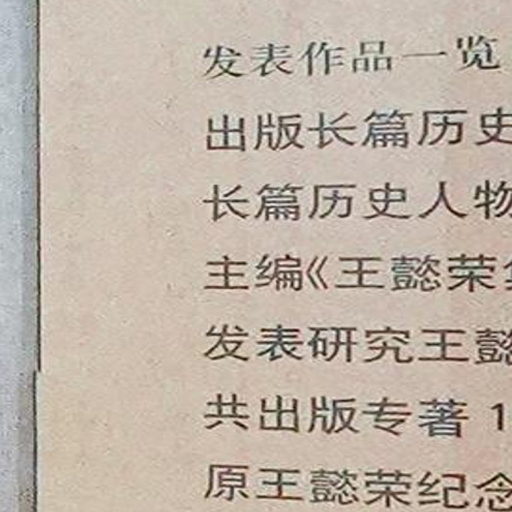 发表作品一览
出版长篇历史
长篇历史人物
主编《王懿荣
发表研究王懿
共出版专著 1
原王懿荣纪念